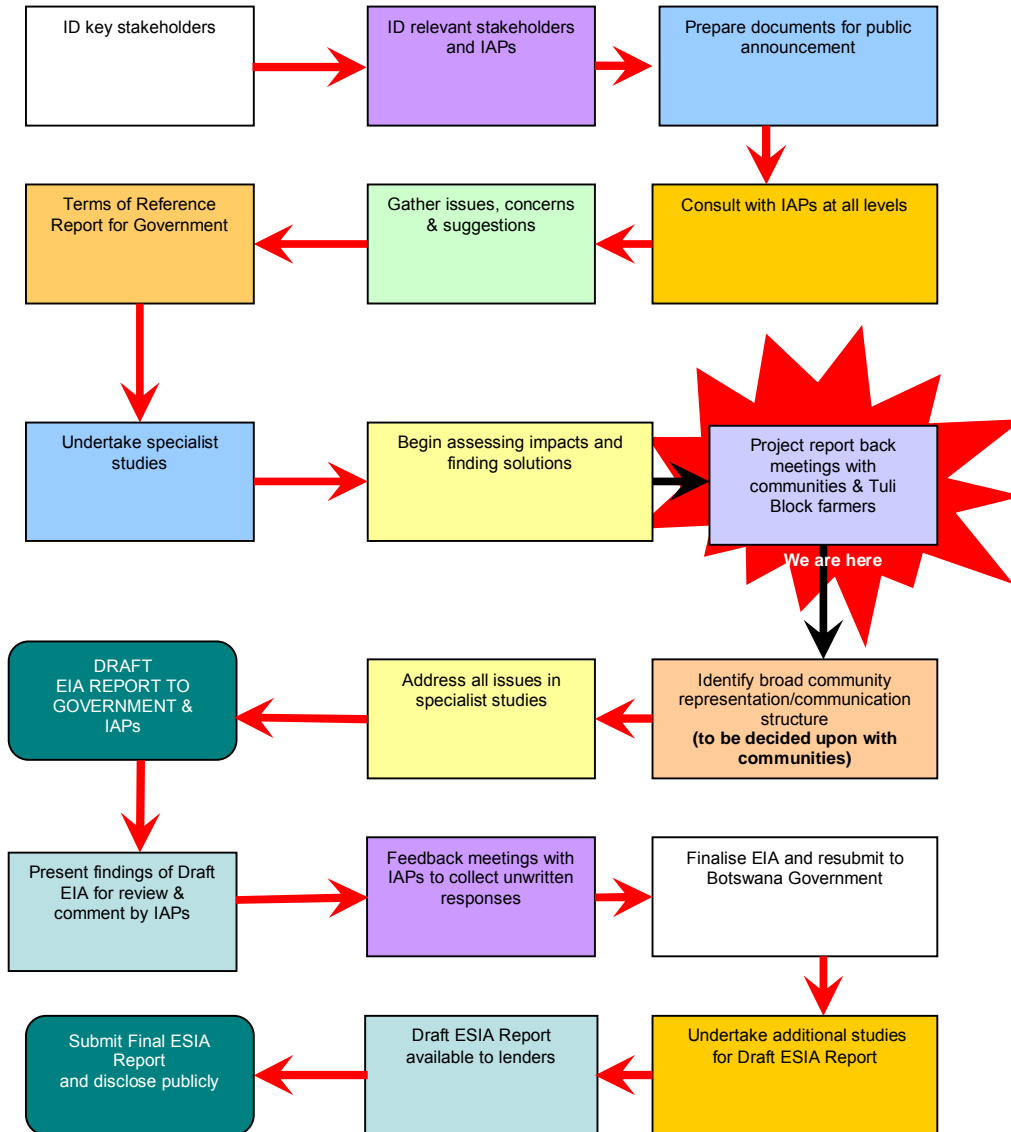 ID key stakeholders
ID relevant stakeholders
and IAPs
Prepare documents for public
announcement
Consult with IAPs at all levels
Gather issues, concerns
& suggestions
Terms of Reference
Report for Government
Undertake specialist
studies
Begin assessing impacts and
finding solutions
Project report back
meetings with
communities & Tuli
Block farmers
We are here
Identify broad community
representation/communication
structure
(to be decided upon with
communities)
Address all issues in
specialist studies
DRAFT
EIA REPORT TO
GOVERNMENT &
IAPs
Present findings of Draft
EIA for review &
comment by IAPs
Feedback meetings with
IAPs to collect unwritten
responses
Finalise EIA and resubmit to
Botswana Government
Undertake additional studies
for Draft ESIA Report
Draft ESIA Report
available to lenders
Submit Final ESIA
Report
and disclose publicly